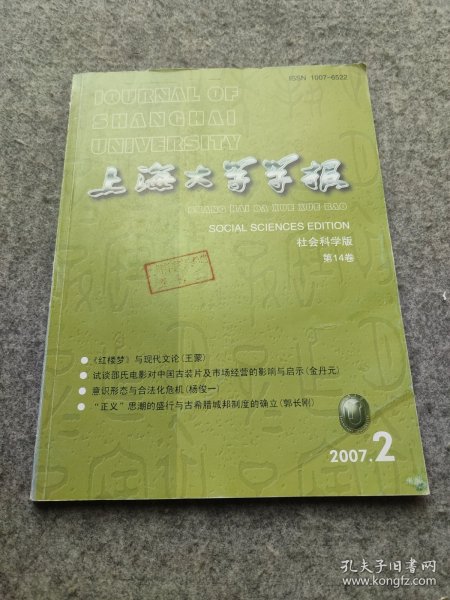 ISSN 1007-6522
JOURNAL OF
SHANGHAI
UNIVERSITY
上海大学学报
SHANG HAI DA XUE XUE BAO
SOCIAL SCIENCES EDITION
社会科学版
第14卷
《红楼梦》与现代文论(王蒙)
试谈邵氏电影对中国古装片及市场经营的影响与启示(金丹元)
意识形态与合法化危机(杨俊一)
“正义”思潮的盛行与古希腊城邦制度的确立(郭长刚)
2007.2
孔夫子旧书网
www.kongfz.com